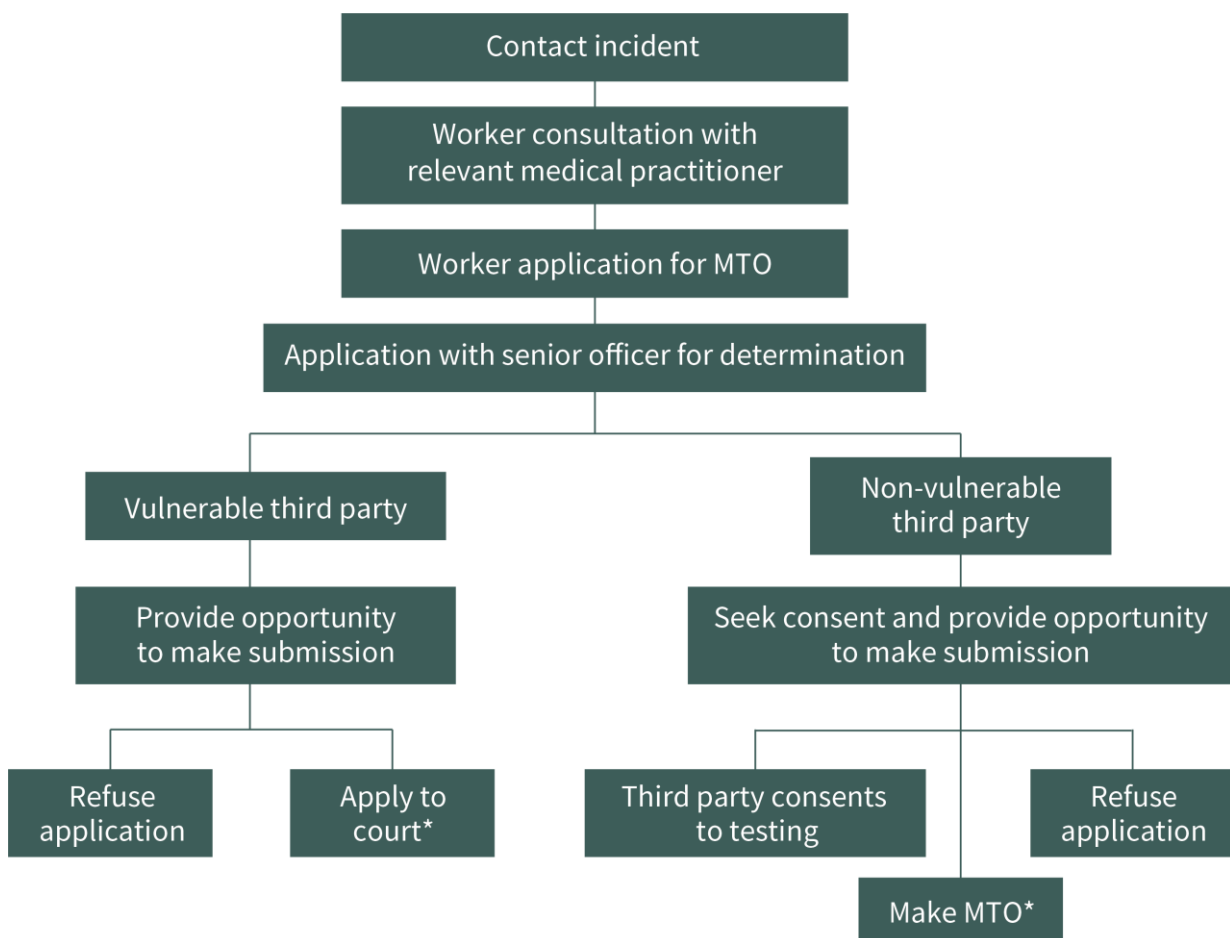 Contact incident
Worker consultation with
relevant medical practitioner
Worker application for MTO
Application with senior officer for determination
Vulnerable third party
Non-vulnerable
third party
Provide opportunity
to make submission
Seek consent and provide opportunity
to make submission
Refuse
application
Apply to
court*
Third party consents
to testing
Refuse
application
Make MTO*